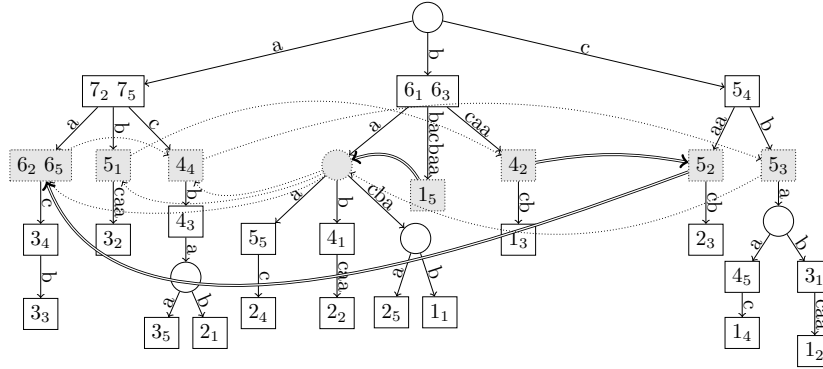 a b c
7₂ 7₅ 6₁ 6₃ 5₄
a b c a bacbaa caa aa b
6₂ 6₅ 5₁ 4₄ 4₂ 5₂ 5₃
1₅
c caa b a b cba cb cb a
4₃
3₄ 3₂ 5₅ 4₁ 1₃ 2₃
b a c caa a b a b
4₅ 3₁
3₃ 2₄ 2₂ 2₅ 1₁
a b c caa
3₅ 2₁ 1₄
1₂